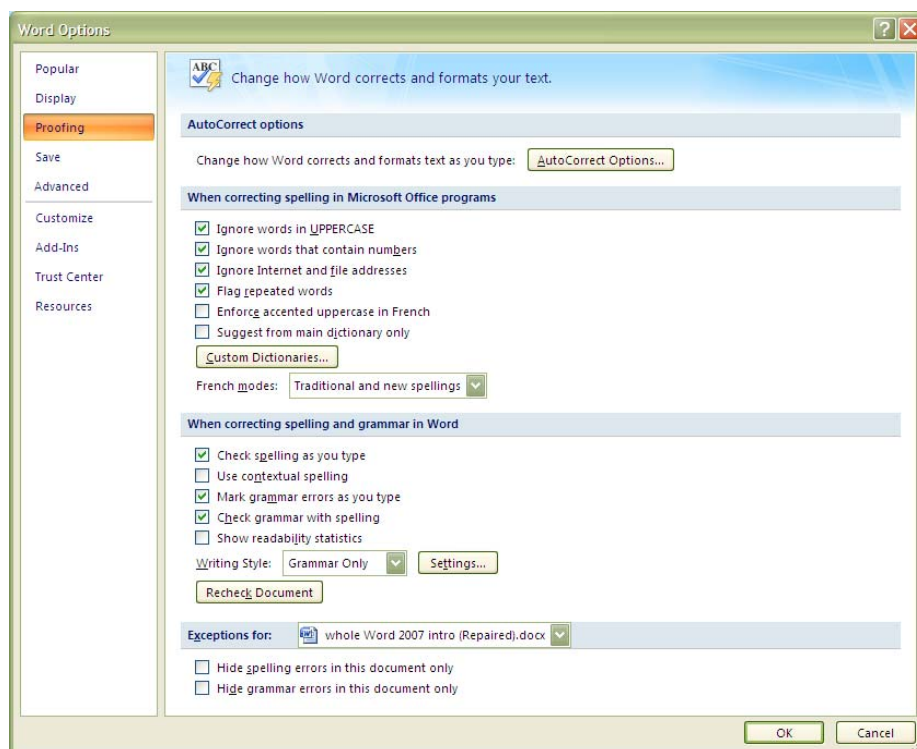 Word Options
Popular
Display
Proofing
Save
Advanced
Customize
Add-Ins
Trust Center
Resources
ABC
Change how Word corrects and formats your text.
AutoCorrect options
Change how Word corrects and formats text as you type: AutoCorrect Options...
When correcting spelling in Microsoft Office programs
Ignore words in UPPERCASE
Ignore words that contain numbers
Ignore Internet and file addresses
Flag repeated words
Enforce accented uppercase in French
Suggest from main dictionary only
Custom Dictionaries...
French modes: Traditional and new spellings
When correcting spelling and grammar in Word
Check spelling as you type
Use contextual spelling
Mark grammar errors as you type
Check grammar with spelling
Show readability statistics
Writing Style: Grammar Only Settings...
Recheck Document
Exceptions for: whole Word 2007 intro (Repaired).docx
Hide spelling errors in this document only
Hide grammar errors in this document only
OK Cancel